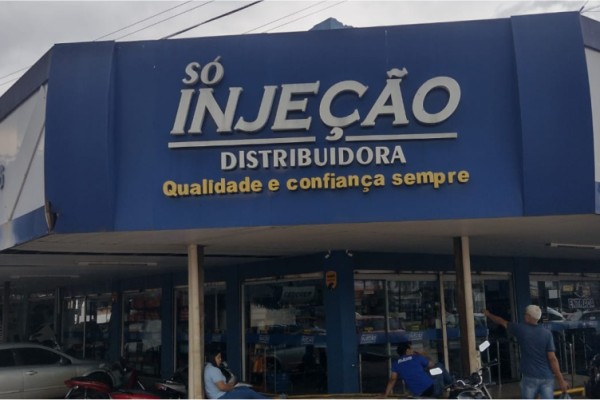 SÓ
INJEÇÃO
DISTRIBUIDORA
Qualidade e confiança sempre